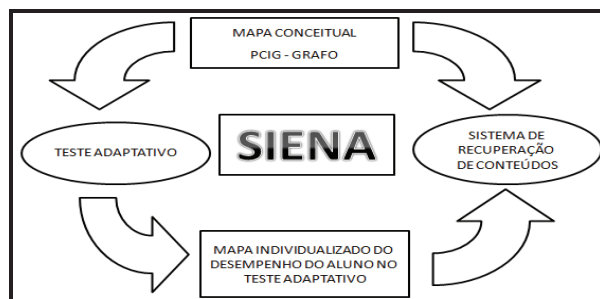 MAPA CONCEITUAL
PCIG - GRAFO
TESTE ADAPTATIVO
SIENA
SISTEMA DE
RECUPERAÇÃO
DE CONTEÚDOS
MAPA INDIVIDUALIZADO DO
DESEMPENHO DO ALUNO NO
TESTE ADAPTATIVO